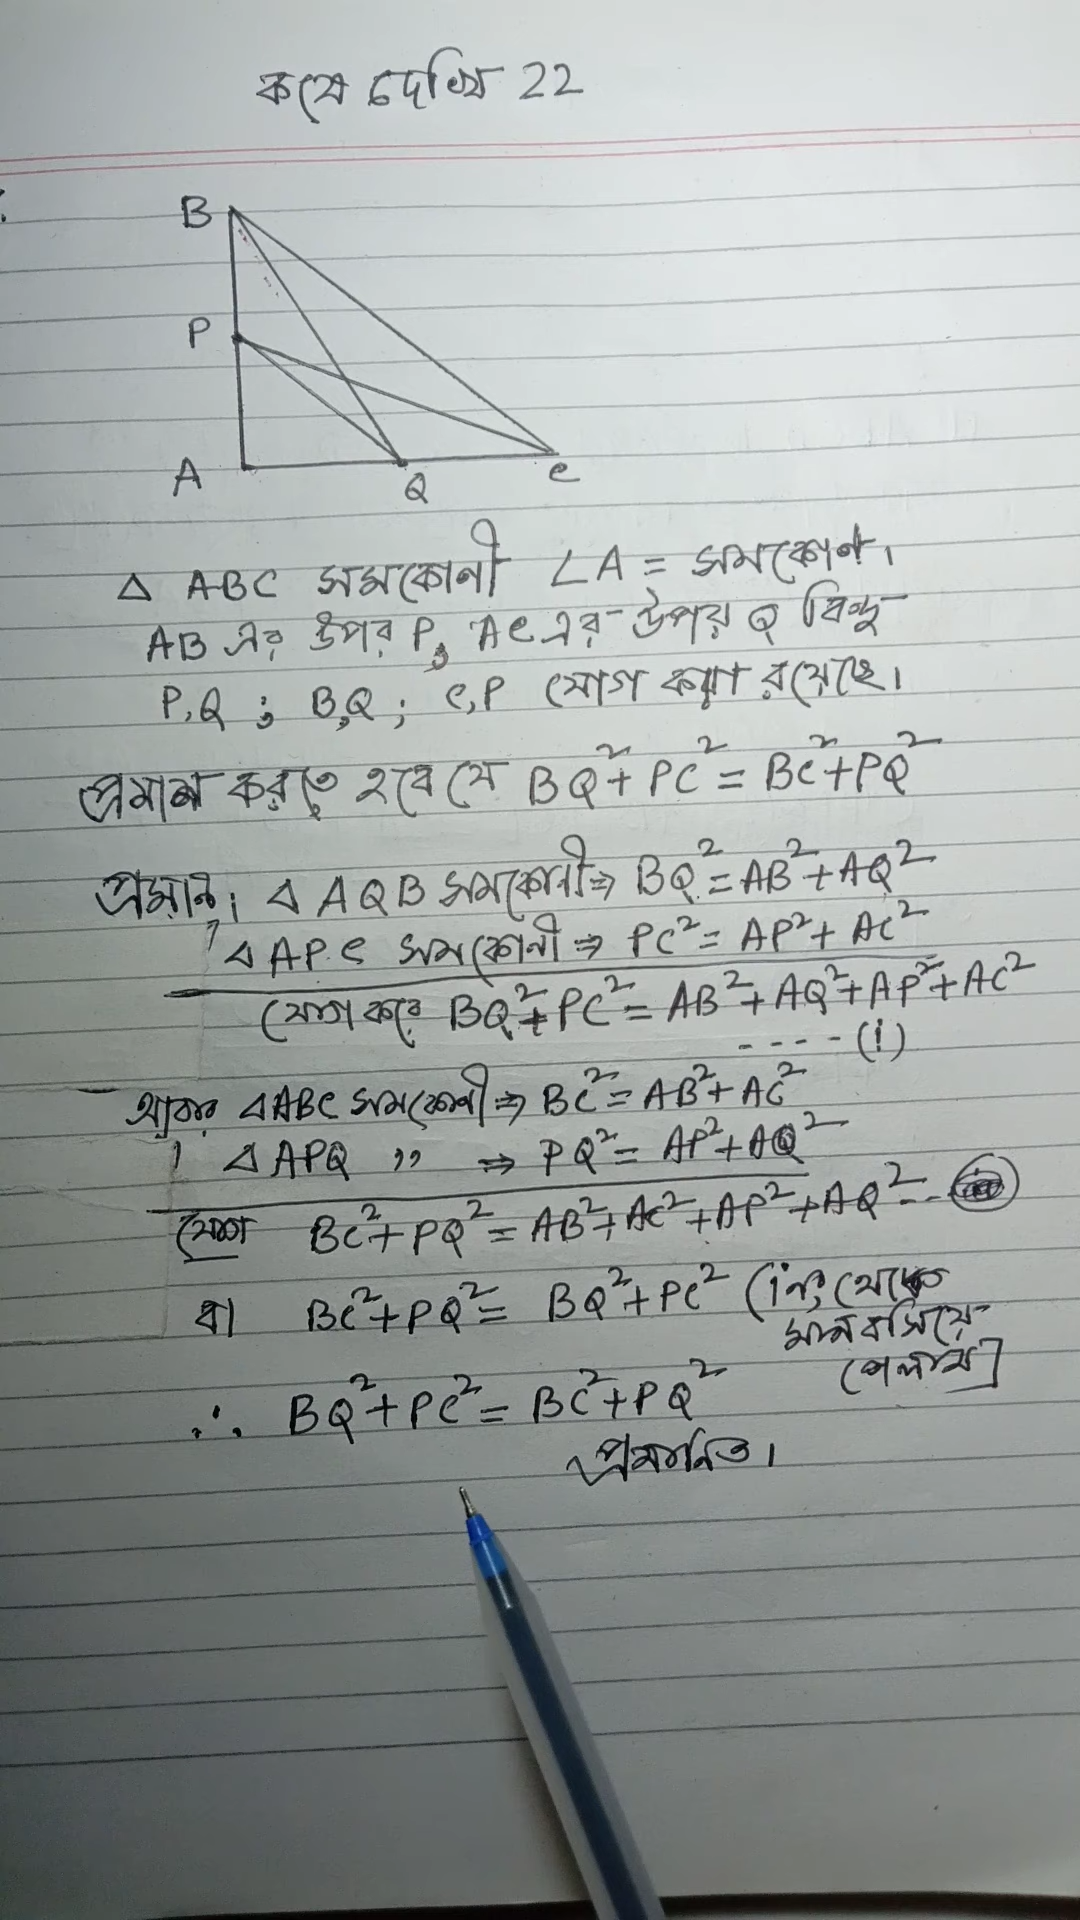 কষে দেখি 22
B
P
A
Q
C
△ ABC সমকোনী ∠A = সমকোণ।
AB এর উপর P, AC এর উপর Q বিন্দু
P,Q ; B,Q ; C,P যোগ করা রয়েছে।
প্রমাণ করতে হবে যে BQ²+PC² = BC²+PQ²
প্রমাণ। △ AQB সমকোনী ⇒ BQ² = AB²+AQ²
△ APC সমকোনী ⇒ PC² = AP²+ AC²
যোগ করে BQ²+PC² = AB²+AQ²+AP²+AC²
---- (i)
আবার △ABC সমকোনী ⇒ BC² = AB²+ AC²
△ APQ ,, ⇒ PQ² = AP²+AQ²
যোগ BC²+PQ² = AB²+AC²+AP²+AQ²
বা BC²+PQ² = BQ²+PC² (i নং থেকে
মান বসিয়ে
পেলাম]
∴ BQ²+PC² = BC²+PQ²
প্রমানিত।